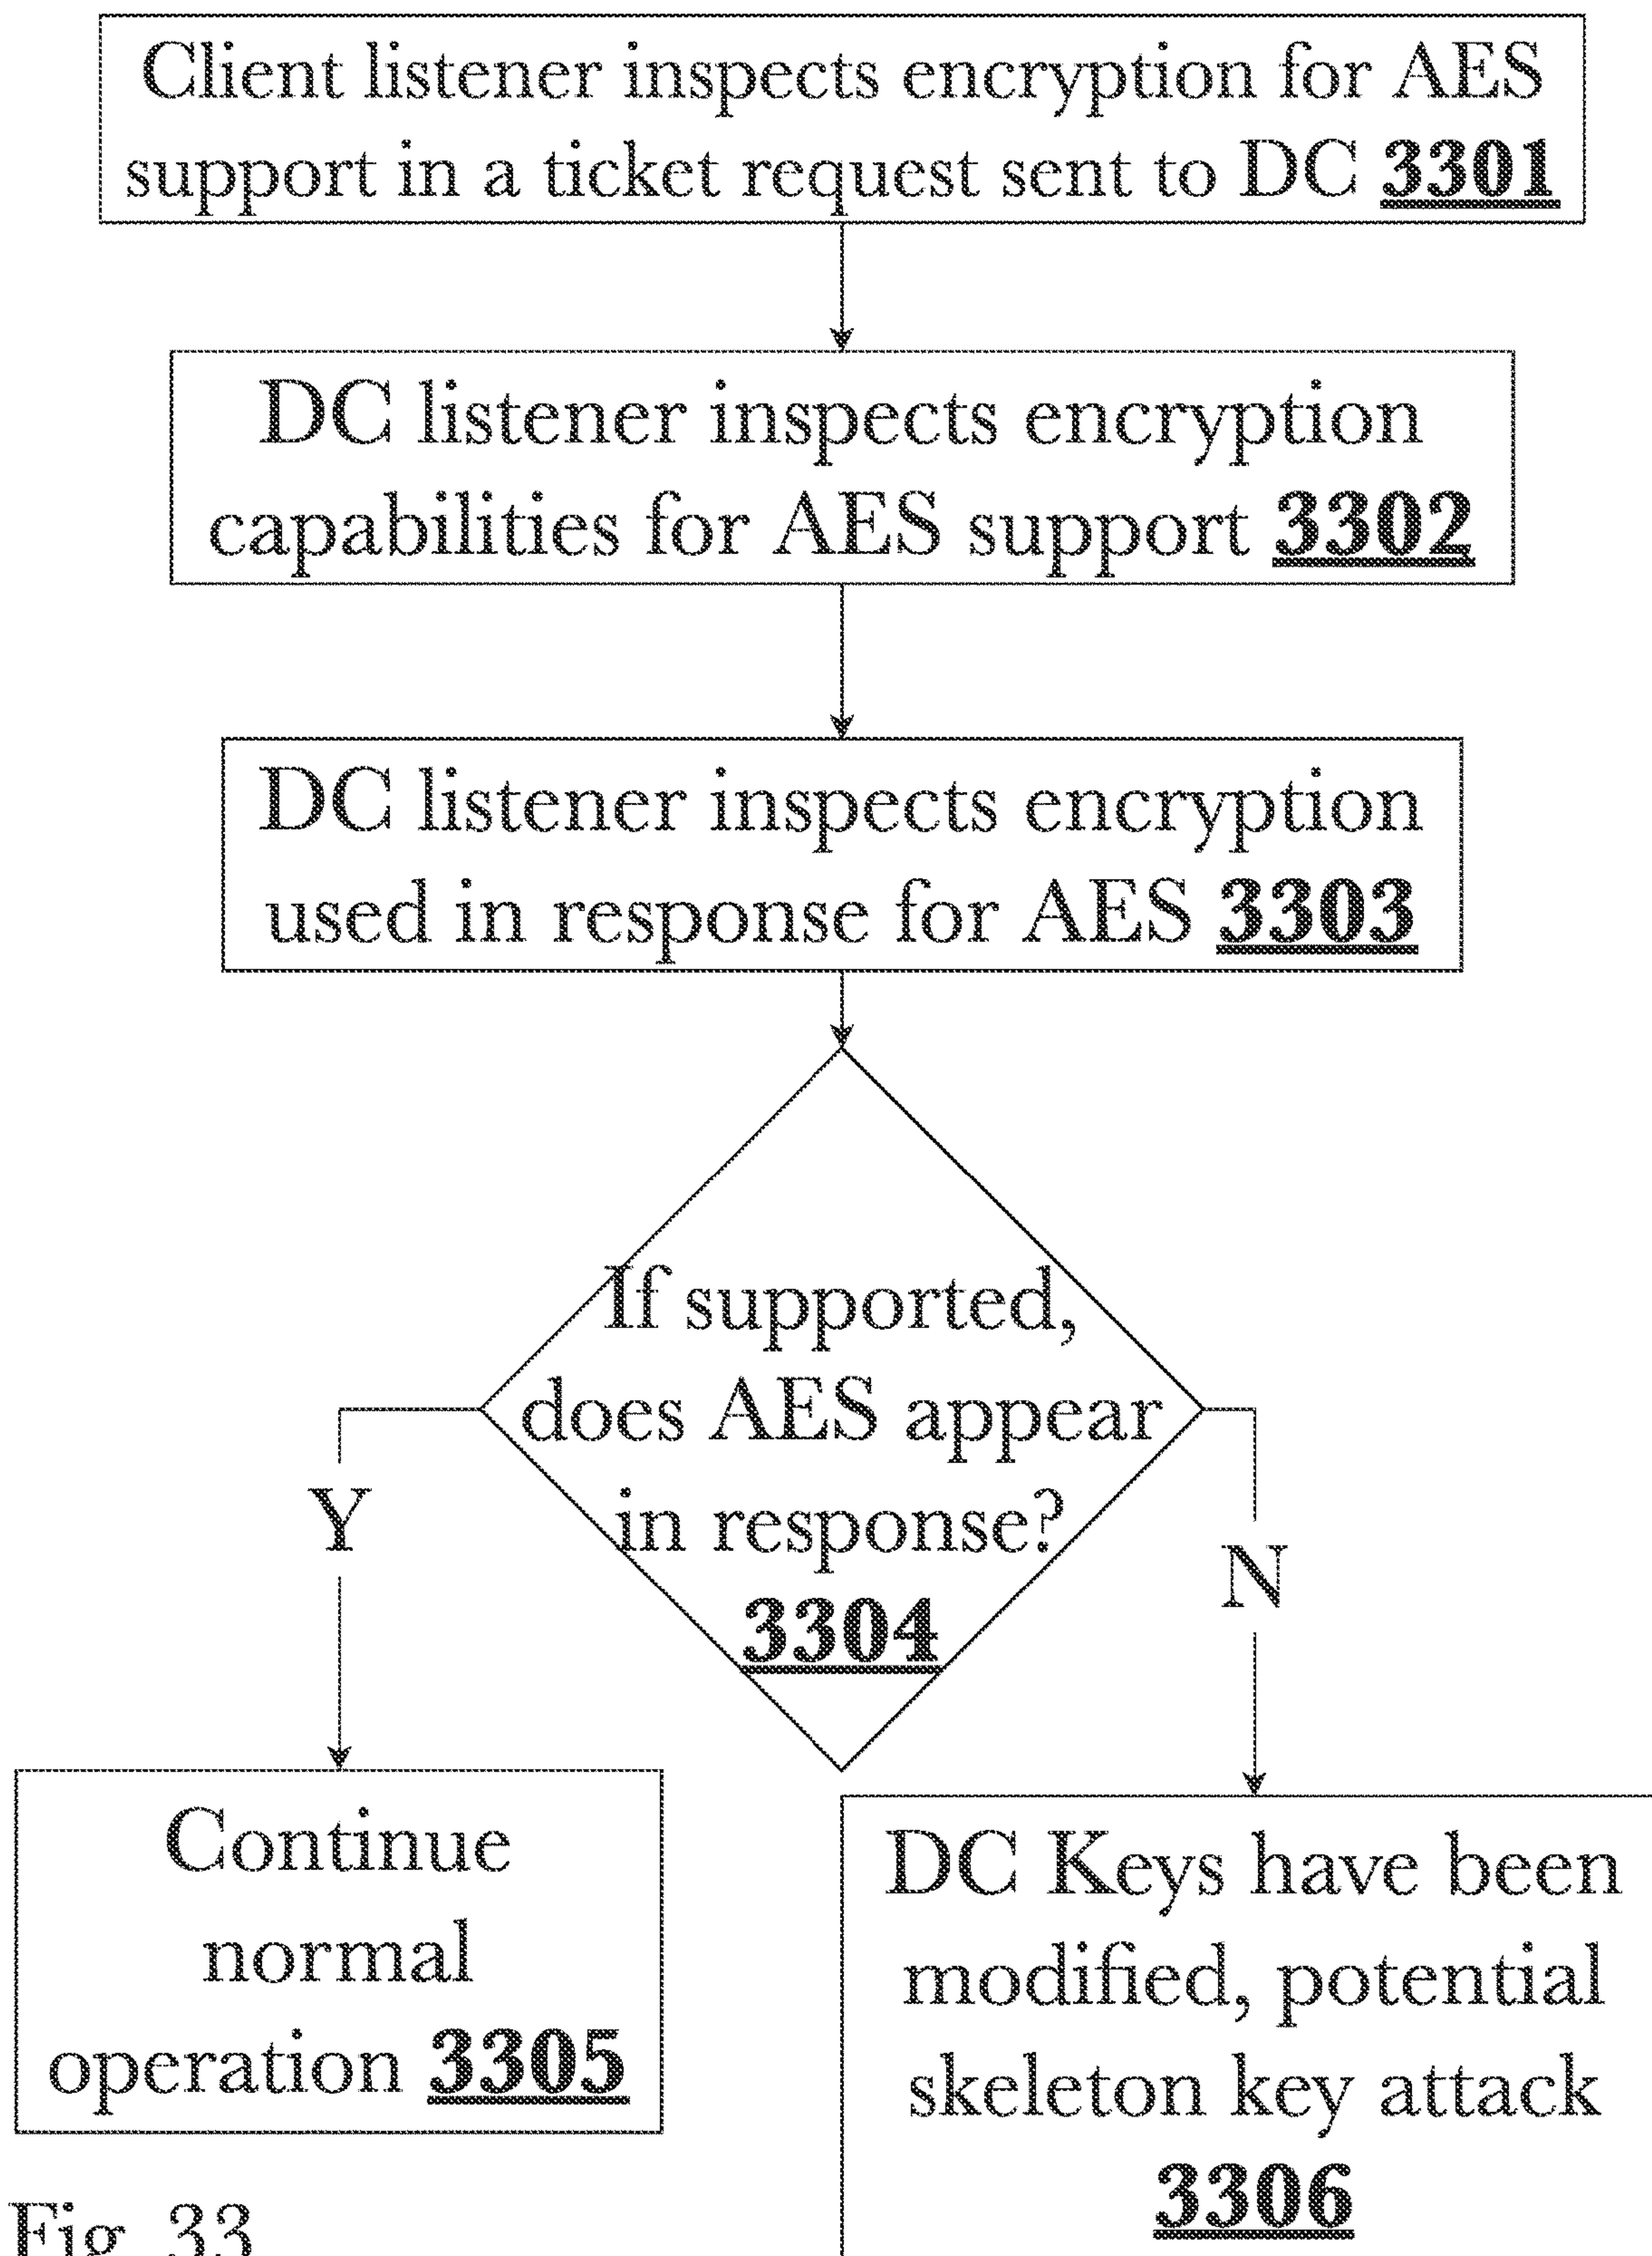 Client listener inspects encryption for AES
support in a ticket request sent to DC 3301
DC listener inspects encryption
capabilities for AES support 3302
DC listener inspects encryption
used in response for AES 3303
If supported,
does AES appear
in response?
3304
Y
N
Continue
normal
operation 3305
DC Keys have been
modified, potential
skeleton key attack
3306
Fig. 33